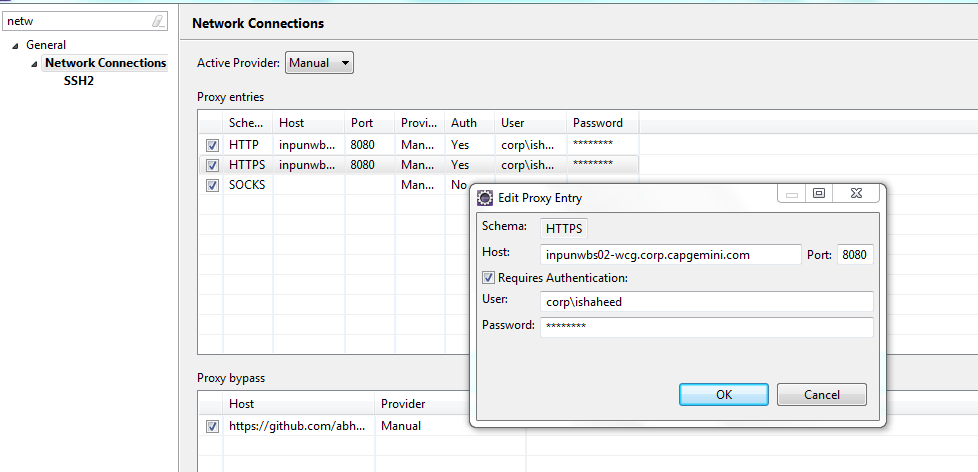 netw
General
Network Connections
SSH2
Network Connections
Active Provider: Manual
Proxy entries
Sche... Host Port Provi... Auth User Password
HTTP inpunwb... 8080 Man... Yes corp\ish... ********
HTTPS inpunwb... 8080 Man... Yes corp\ish... ********
SOCKS Man... No
Edit Proxy Entry
Schema: HTTPS
Host: inpunwbs02-wcg.corp.capgemini.com Port: 8080
Requires Authentication:
User: corp\ishaheed
Password: ********
OK Cancel
Proxy bypass
Host Provider
https://github.com/abh... Manual